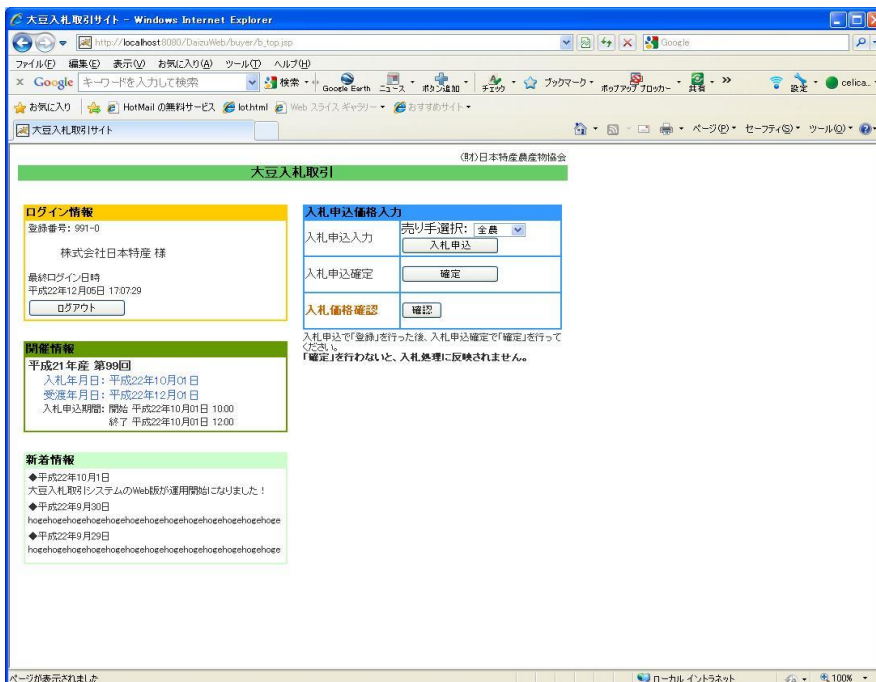 大豆入札取引サイト - Windows Internet Explorer
http://localhost:8080/DaizuWeb/buyer/b_top.jsp
Google
ファイル(F) 編集(E) 表示(V) お気に入り(A) ツール(T) ヘルプ(H)
× Google キーワードを入力して検索 検索 Google Earth ニュース ボタン追加 チェック ブックマーク ポップアップ ブロッカー 共有 » 設定 celica..
お気に入り HotMail の無料サービス lothtml Web スライス ギャラリー おすすめサイト
大豆入札取引サイト ページ(P) セーフティ(S) ツール(O)
(財)日本特産農産物協会
大豆入札取引
ログイン情報
登録番号: 991-0
株式会社日本特産 様
最終ログイン日時
平成22年12月05日 17:07:29
ログアウト
開催情報
平成21年産 第99回
入札年月日: 平成22年10月01日
受渡年月日: 平成22年12月01日
入札申込期間: 開始 平成22年10月01日 10:00
終了 平成22年10月01日 12:00
新着情報
◆平成22年10月1日
大豆入札取引システムのWeb版が運用開始になりました!
◆平成22年9月30日
hogehogehogehogehogehogehogehogehogehogehogehoge
◆平成22年9月29日
hogehogehogehogehogehogehogehogehogehogehogehoge
入札申込価格入力
入札申込入力 売り手選択: 全農
入札申込
入札申込確定 確定
入札価格確認 確認
入札申込で「登録」を行った後、入札申込確定で「確定」を行って
ください。
「確定」を行わないと、入札処理に反映されません。
ページが表示されました ローカル イントラネット 100%